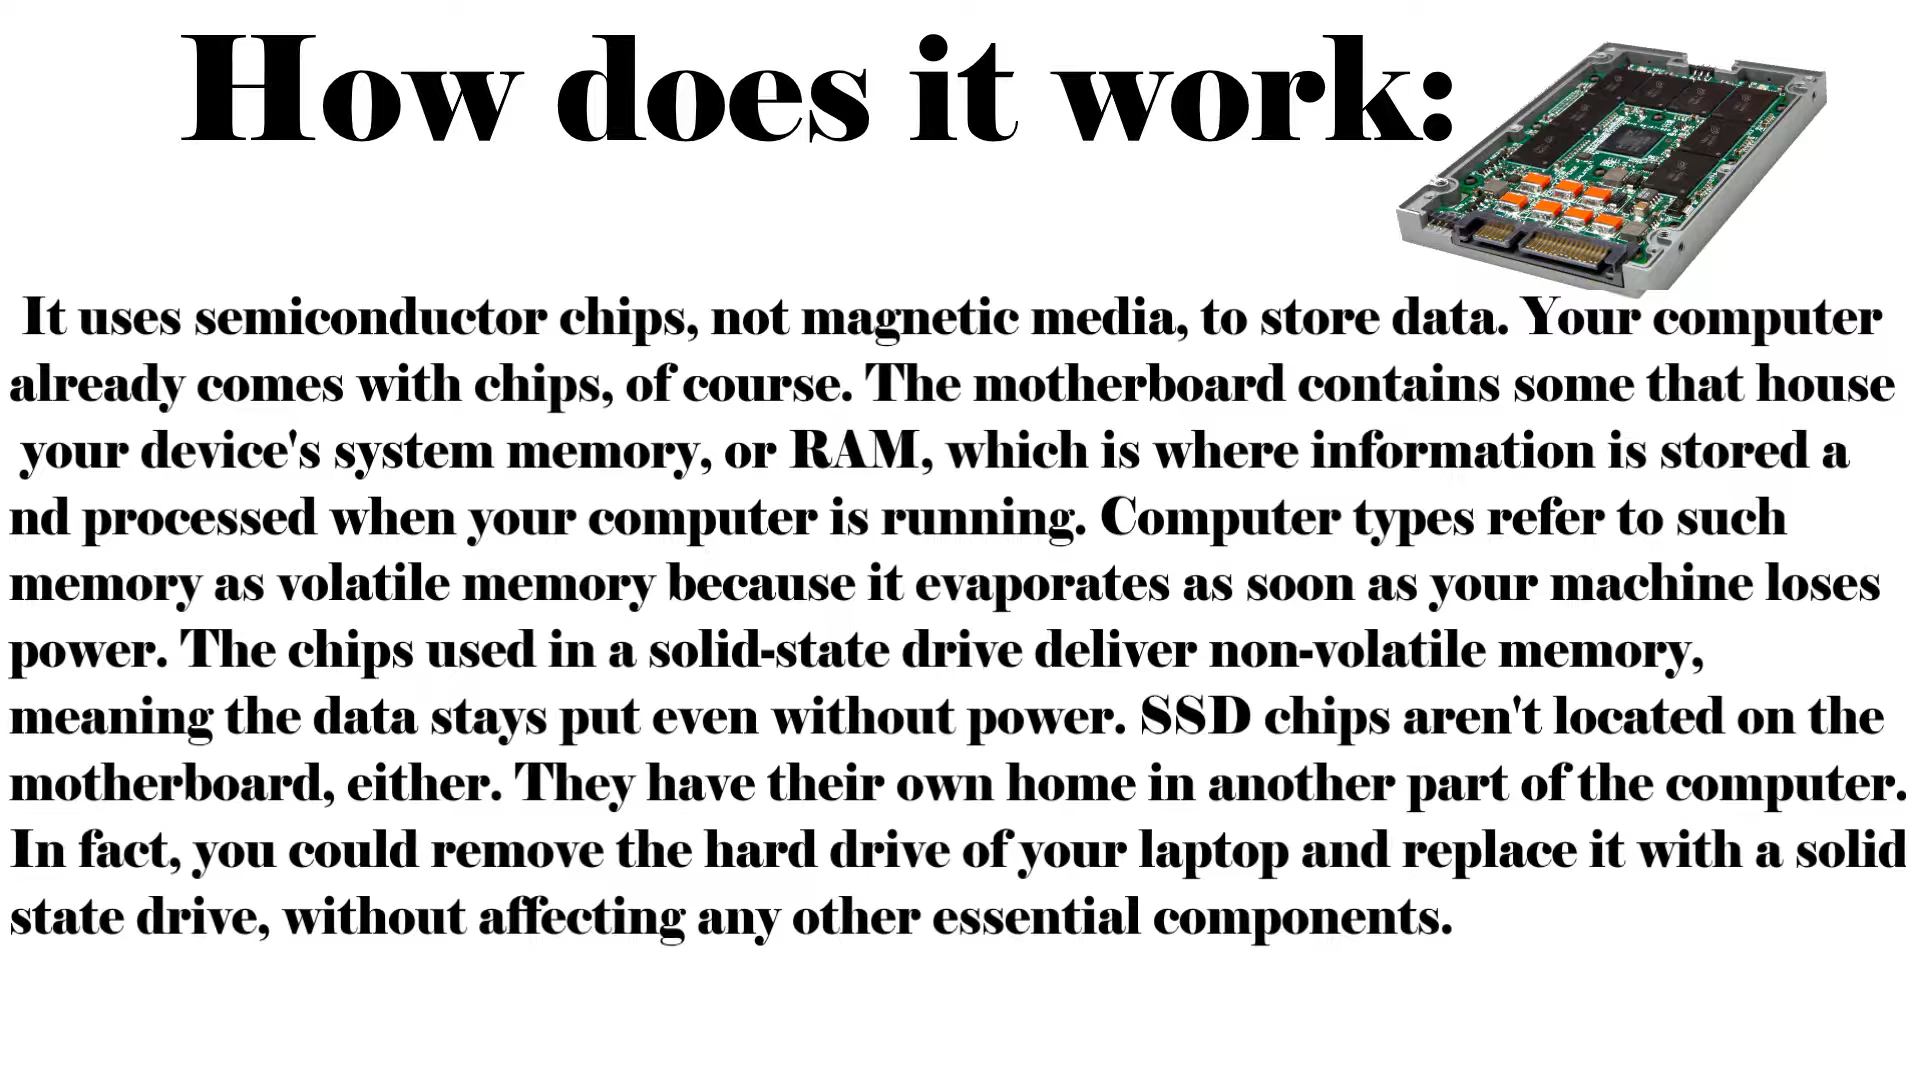 How does it work:
It uses semiconductor chips, not magnetic media, to store data. Your computer
already comes with chips, of course. The motherboard contains some that house
your device's system memory, or RAM, which is where information is stored a
nd processed when your computer is running. Computer types refer to such
memory as volatile memory because it evaporates as soon as your machine loses
power. The chips used in a solid-state drive deliver non-volatile memory,
meaning the data stays put even without power. SSD chips aren't located on the
motherboard, either. They have their own home in another part of the computer.
In fact, you could remove the hard drive of your laptop and replace it with a solid
state drive, without affecting any other essential components.